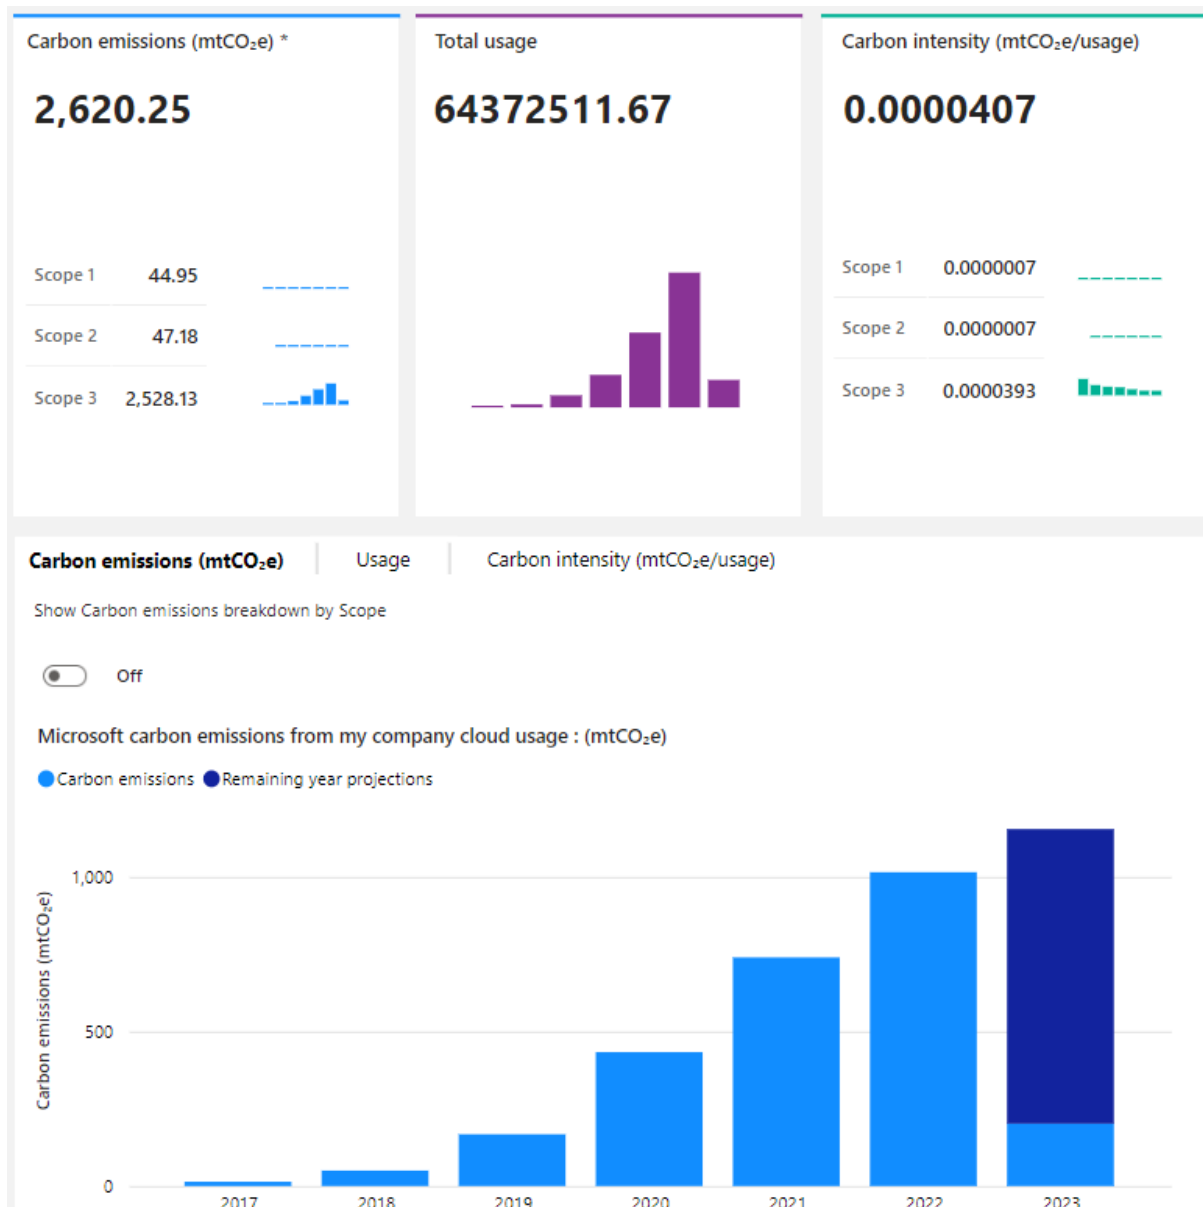 Carbon emissions (mtCO₂e) *
2,620.25
Scope 1 44.95
Scope 2 47.18
Scope 3 2,528.13
Total usage
64372511.67
Carbon intensity (mtCO₂e/usage)
0.0000407
Scope 1 0.0000007
Scope 2 0.0000007
Scope 3 0.0000393
Carbon emissions (mtCO₂e) Usage Carbon intensity (mtCO₂e/usage)
Show Carbon emissions breakdown by Scope
Off
Microsoft carbon emissions from my company cloud usage : (mtCO₂e)
Carbon emissions Remaining year projections
Carbon emissions (mtCO₂e)
1,000
500
0
2017 2018 2019 2020 2021 2022 2023